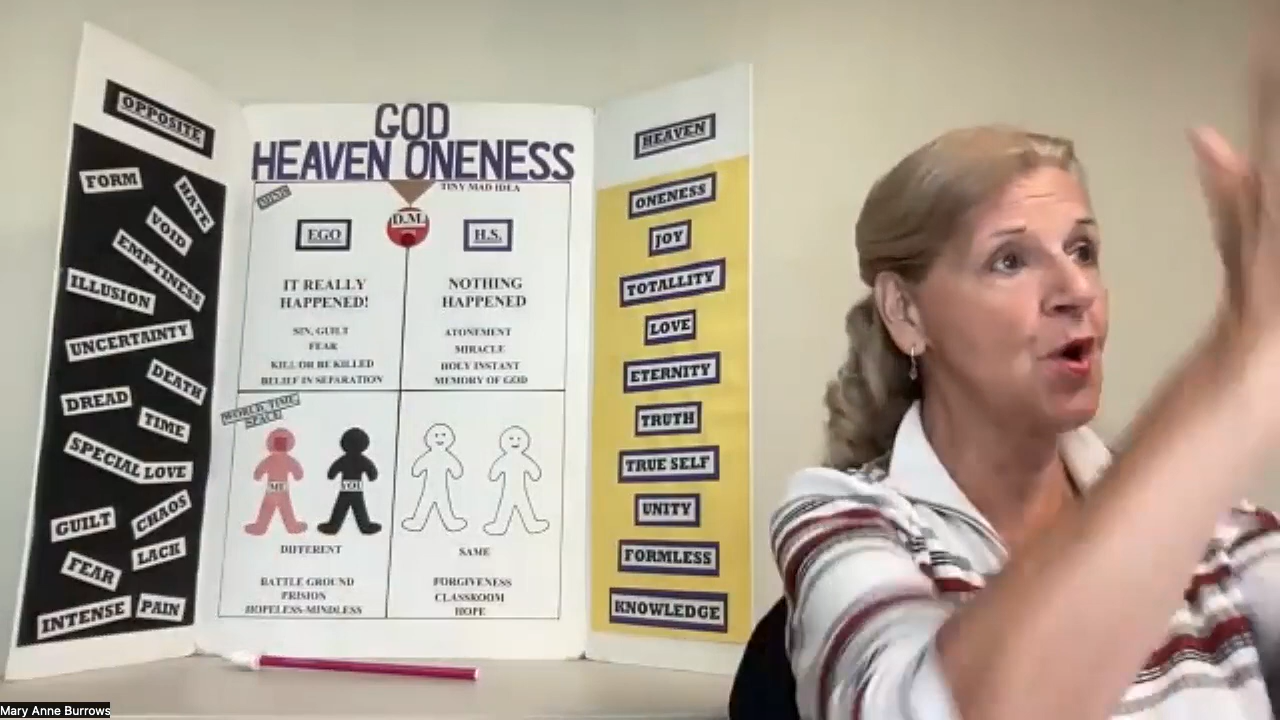 OPPOSITE
FORM
HATE
VOID
EMPTINESS
ILLUSION
UNCERTAINTY
DEATH
DREAD
TIME
SPECIAL LOVE
CHAOS
GUILT
LACK
FEAR
INTENSE
PAIN
GOD
HEAVEN ONENESS
MIND
TINY MAD IDEA
D.M.
EGO
H.S.
IT REALLY
HAPPENED!
SIN, GUILT
FEAR
KILL OR BE KILLED
BELIEF IN SEPARATION
NOTHING
HAPPENED
ATONEMENT
MIRACLE
HOLY INSTANT
MEMORY OF GOD
WORLD, TIME,
SPACE
ME
YOU
DIFFERENT
BATTLE GROUND
PRISION
HOPELESS-MINDLESS
SAME
FORGIVENESS
CLASSROOM
HOPE
HEAVEN
ONENESS
JOY
TOTALITY
LOVE
ETERNITY
TRUTH
TRUE SELF
UNITY
FORMLESS
KNOWLEDGE
Mary Anne Burrows